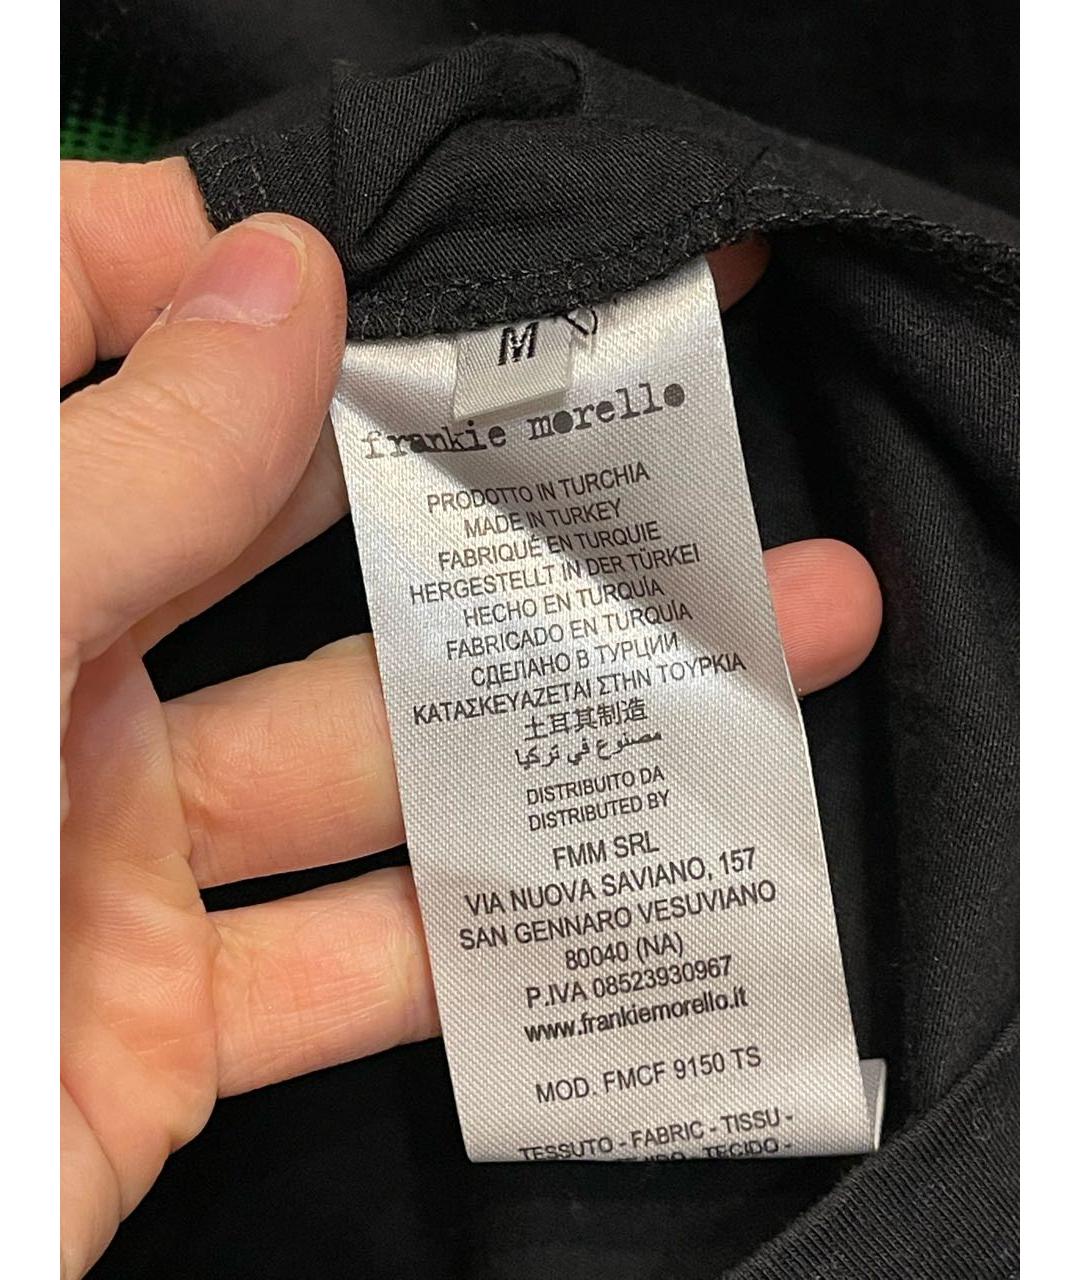 M
frankie morello
PRODOTTO IN TURCHIA
MADE IN TURKEY
FABRIQUÉ EN TURQUIE
HERGESTELLT IN DER TÜRKEI
HECHO EN TURQUÍA
FABRICADO EN TURQUÍA
СДЕЛАНО В ТУРЦИИ
ΚΑΤΑΣΚΕΥΑΖΕΤΑΙ ΣΤΗΝ ΤΟΥΡΚΙΑ
土耳其制造
مصنوع في تركيا
DISTRIBUITO DA
DISTRIBUTED BY
FMM SRL
VIA NUOVA SAVIANO, 157
SAN GENNARO VESUVIANO
80040 (NA)
P.IVA 08523930967
www.frankiemorello.it
MOD. FMCF 9150 TS
TESSUTO - FABRIC - TISSU -
TECIDO -